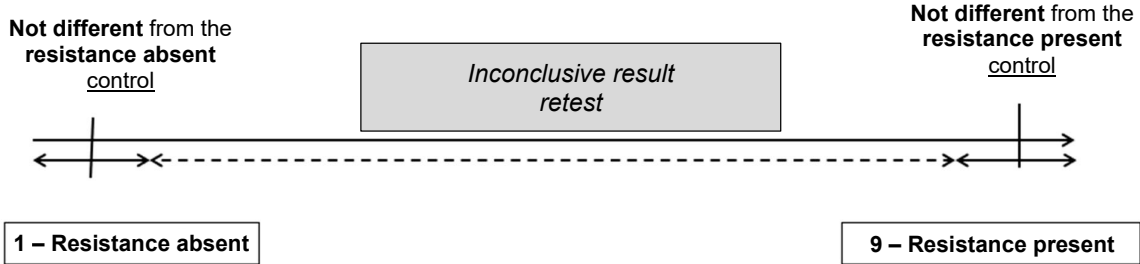 Not different from the
resistance absent
control
Not different from the
resistance present
control
Inconclusive result
retest
1 – Resistance absent
9 – Resistance present